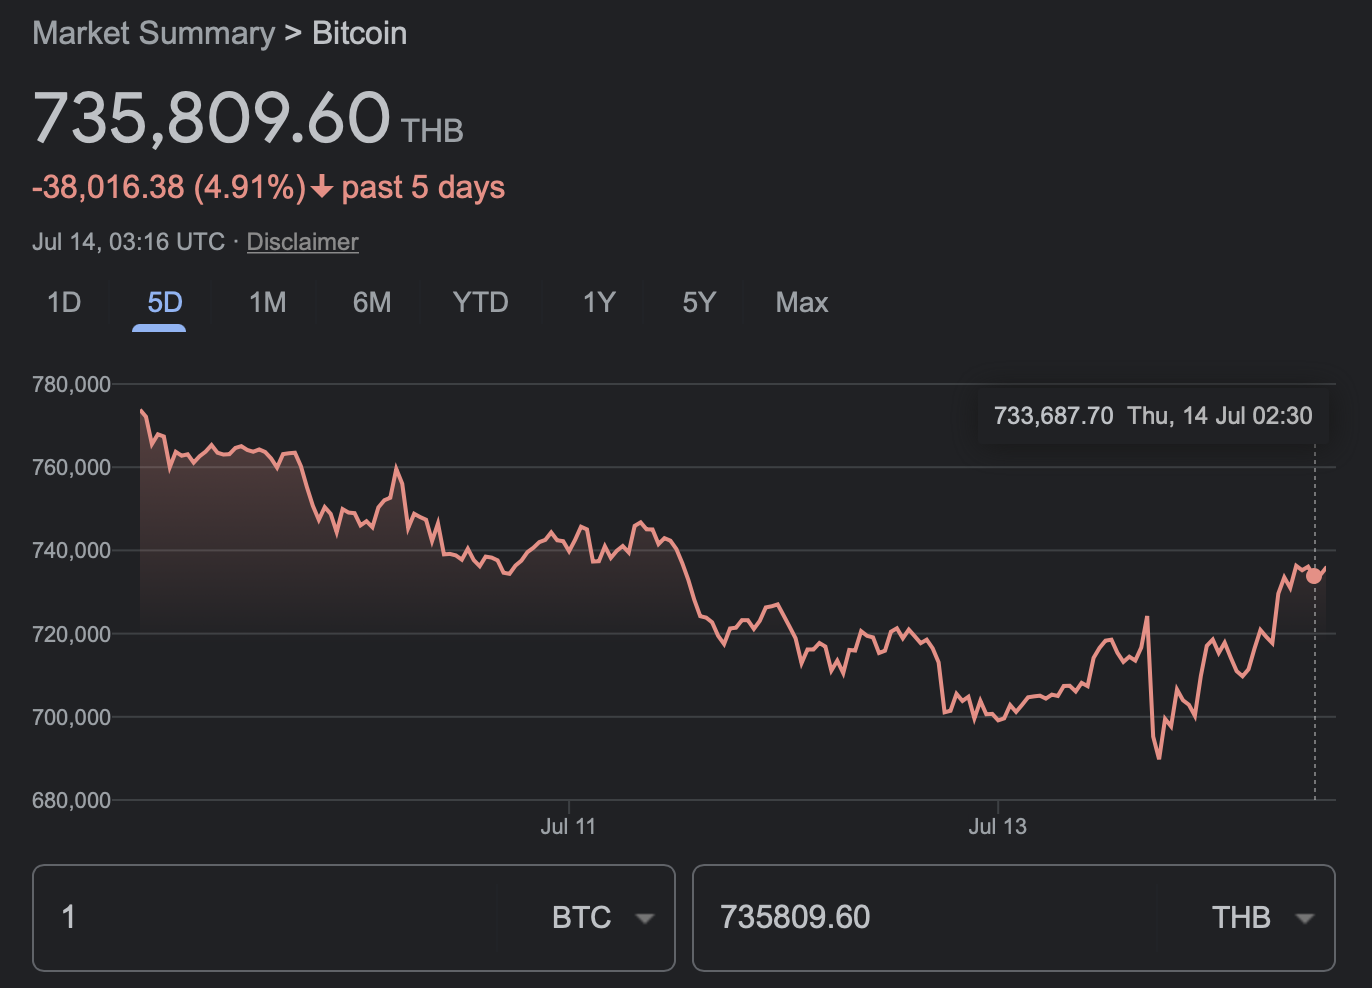 Market Summary > Bitcoin
735,809.60 THB
-38,016.38 (4.91%) ↓ past 5 days
Jul 14, 03:16 UTC · Disclaimer
1D 5D 1M 6M YTD 1Y 5Y Max
780,000
733,687.70 Thu, 14 Jul 02:30
760,000
740,000
720,000
700,000
680,000
Jul 11 Jul 13
1 BTC 735809.60 THB